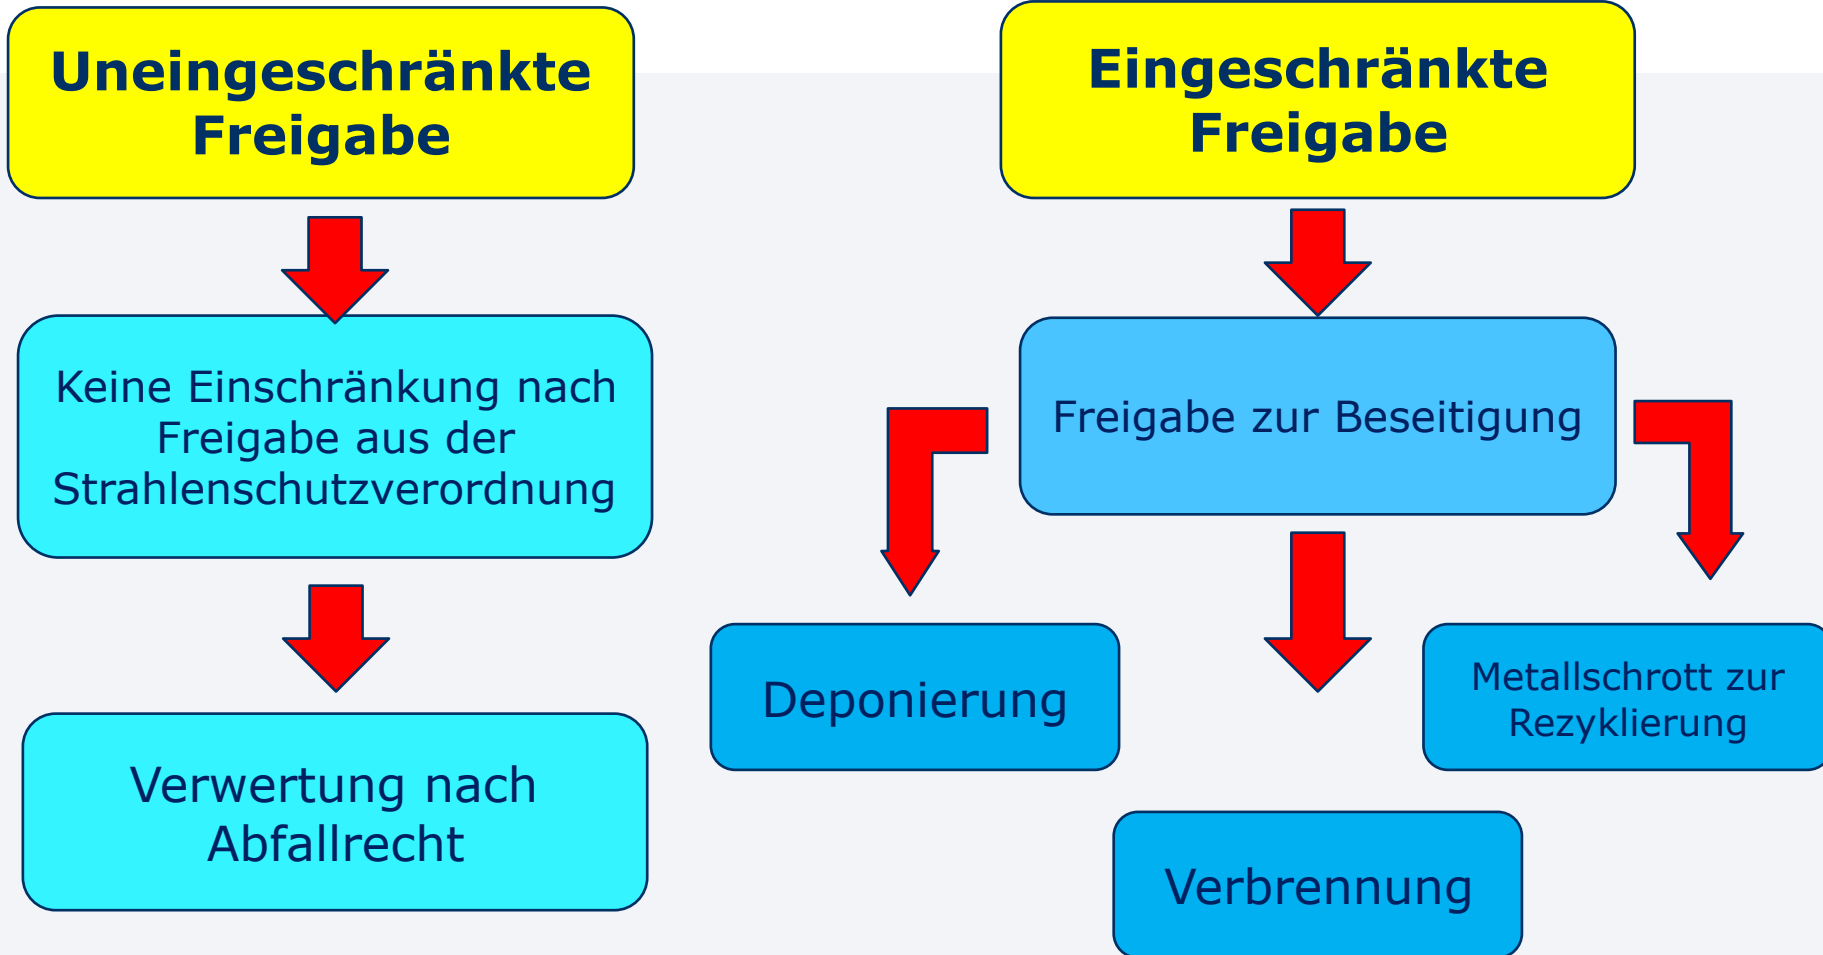 Uneingeschränkte
Freigabe
Keine Einschränkung nach
Freigabe aus der
Strahlenschutzverordnung
Verwertung nach
Abfallrecht
Eingeschränkte
Freigabe
Freigabe zur Beseitigung
Deponierung
Verbrennung
Metallschrott zur
Rezyklierung